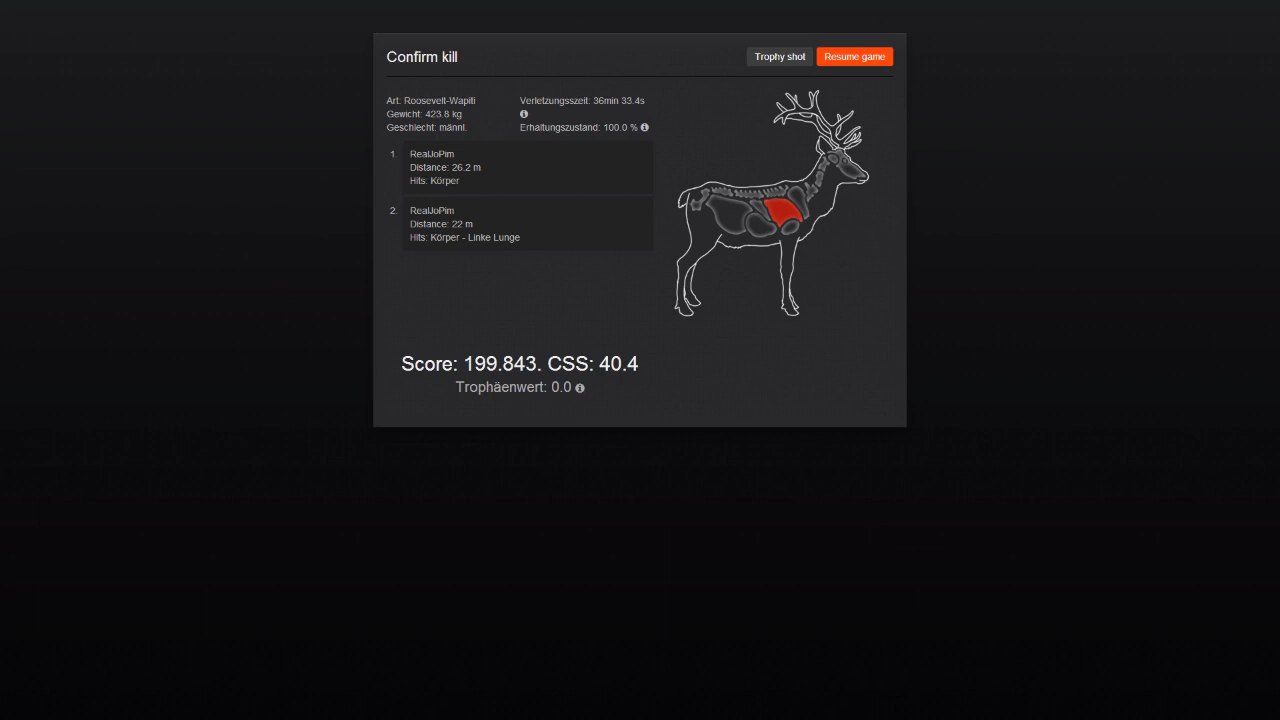 Confirm kill
Trophy shot
Resume game
Art: Roosevelt-Wapiti
Gewicht: 423.8 kg
Geschlecht: männl.
Verletzungsszeit: 36min 33.4s
Erhaltungszustand: 100.0 %
1. RealJoPim
Distance: 26.2 m
Hits: Körper
2. RealJoPim
Distance: 22 m
Hits: Körper - Linke Lunge
Score: 199.843. CSS: 40.4
Trophäenwert: 0.0